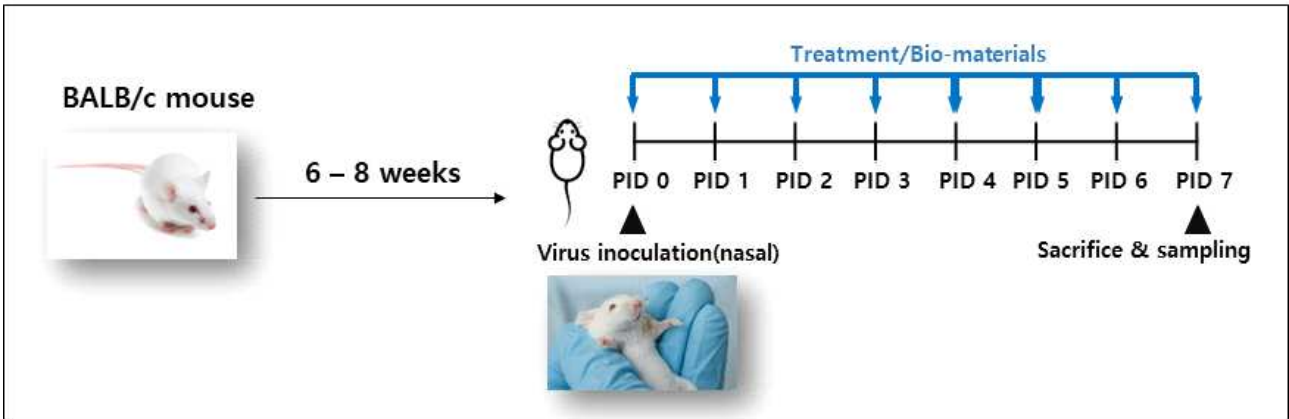 Treatment/Bio-materials
BALB/c mouse
6 – 8 weeks
PID 0 PID 1 PID 2 PID 3 PID 4 PID 5 PID 6 PID 7
Virus inoculation(nasal)
Sacrifice & sampling